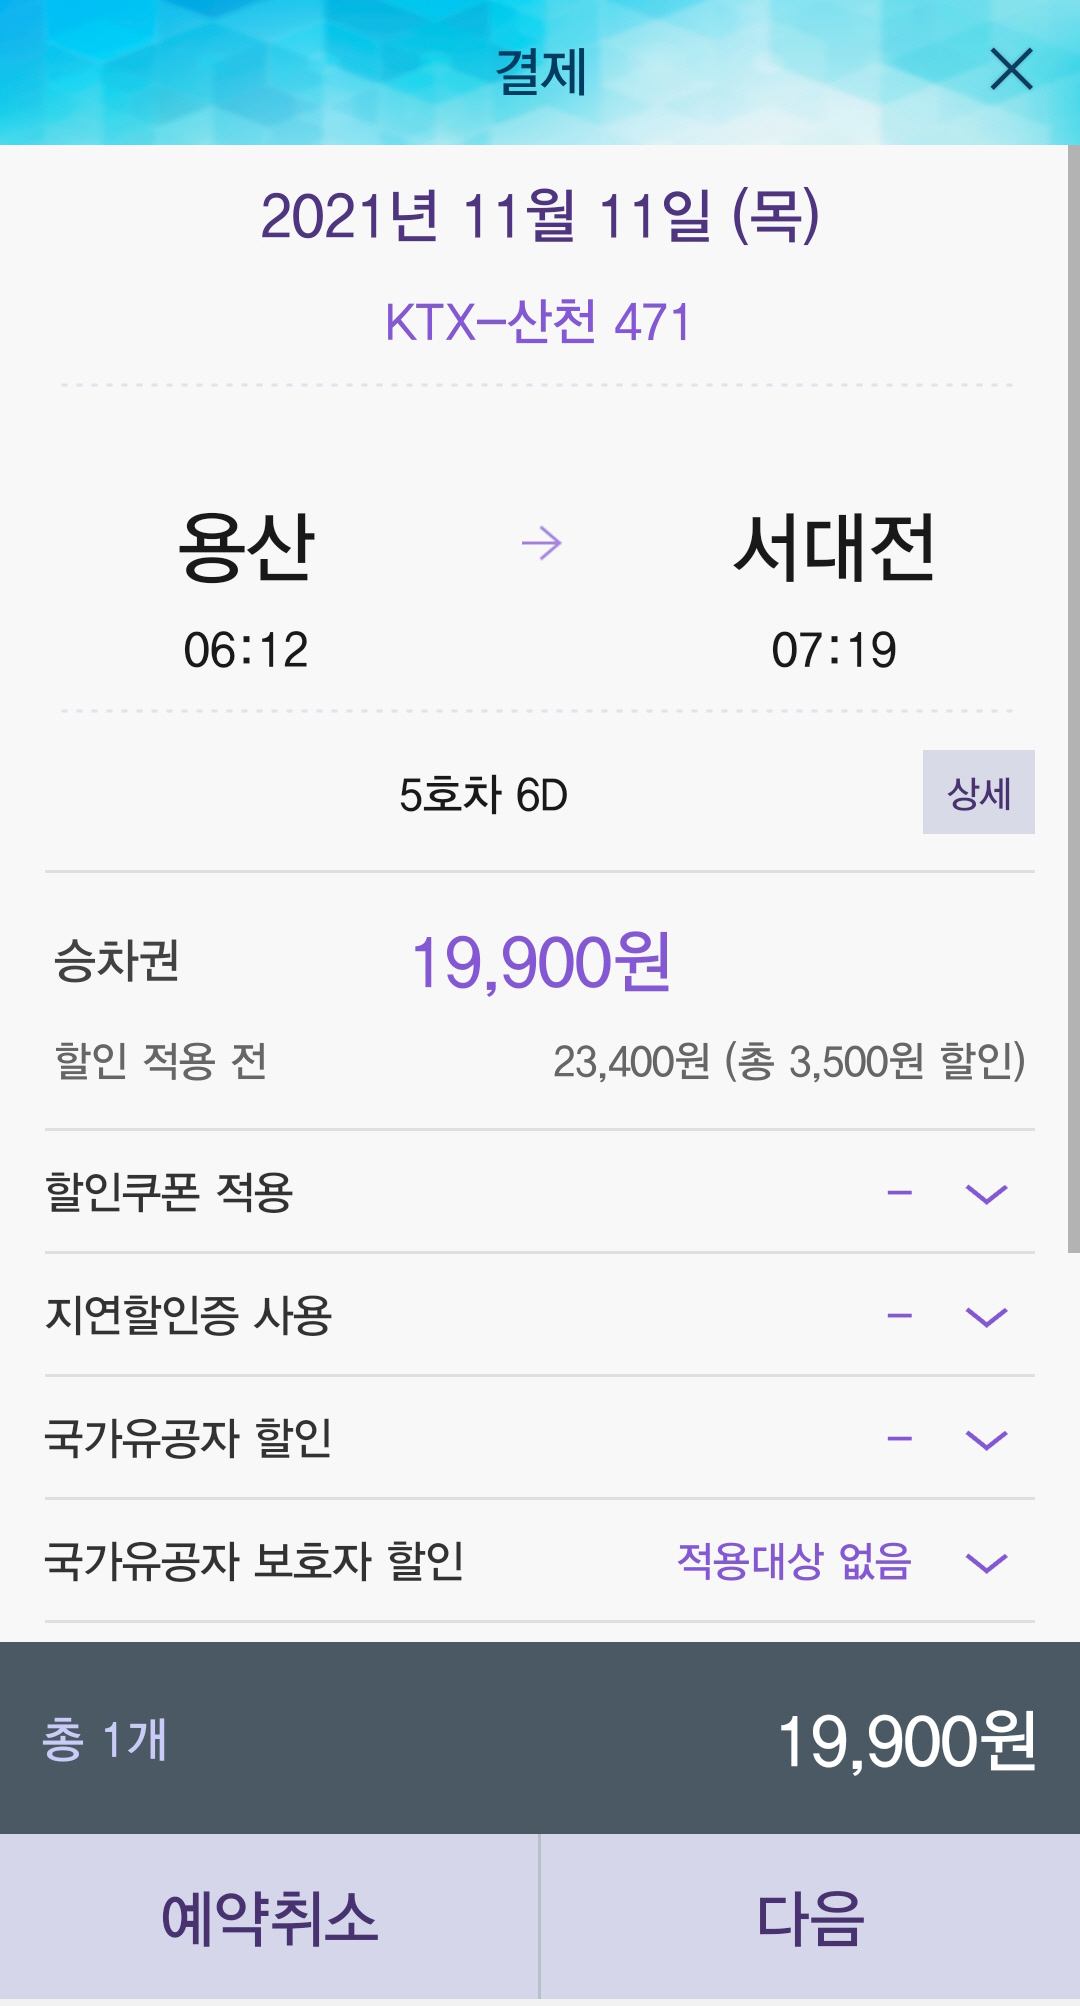 결제
2021년 11월 11일 (목)
KTX-산천 471
용산 → 서대전
06:12 07:19
5호차 6D 상세
승차권 19,900원
할인 적용 전 23,400원 (총 3,500원 할인)
할인쿠폰 적용 -
지연할인증 사용 -
국가유공자 할인 -
국가유공자 보호자 할인 적용대상 없음
총 1개 19,900원
예약취소 다음